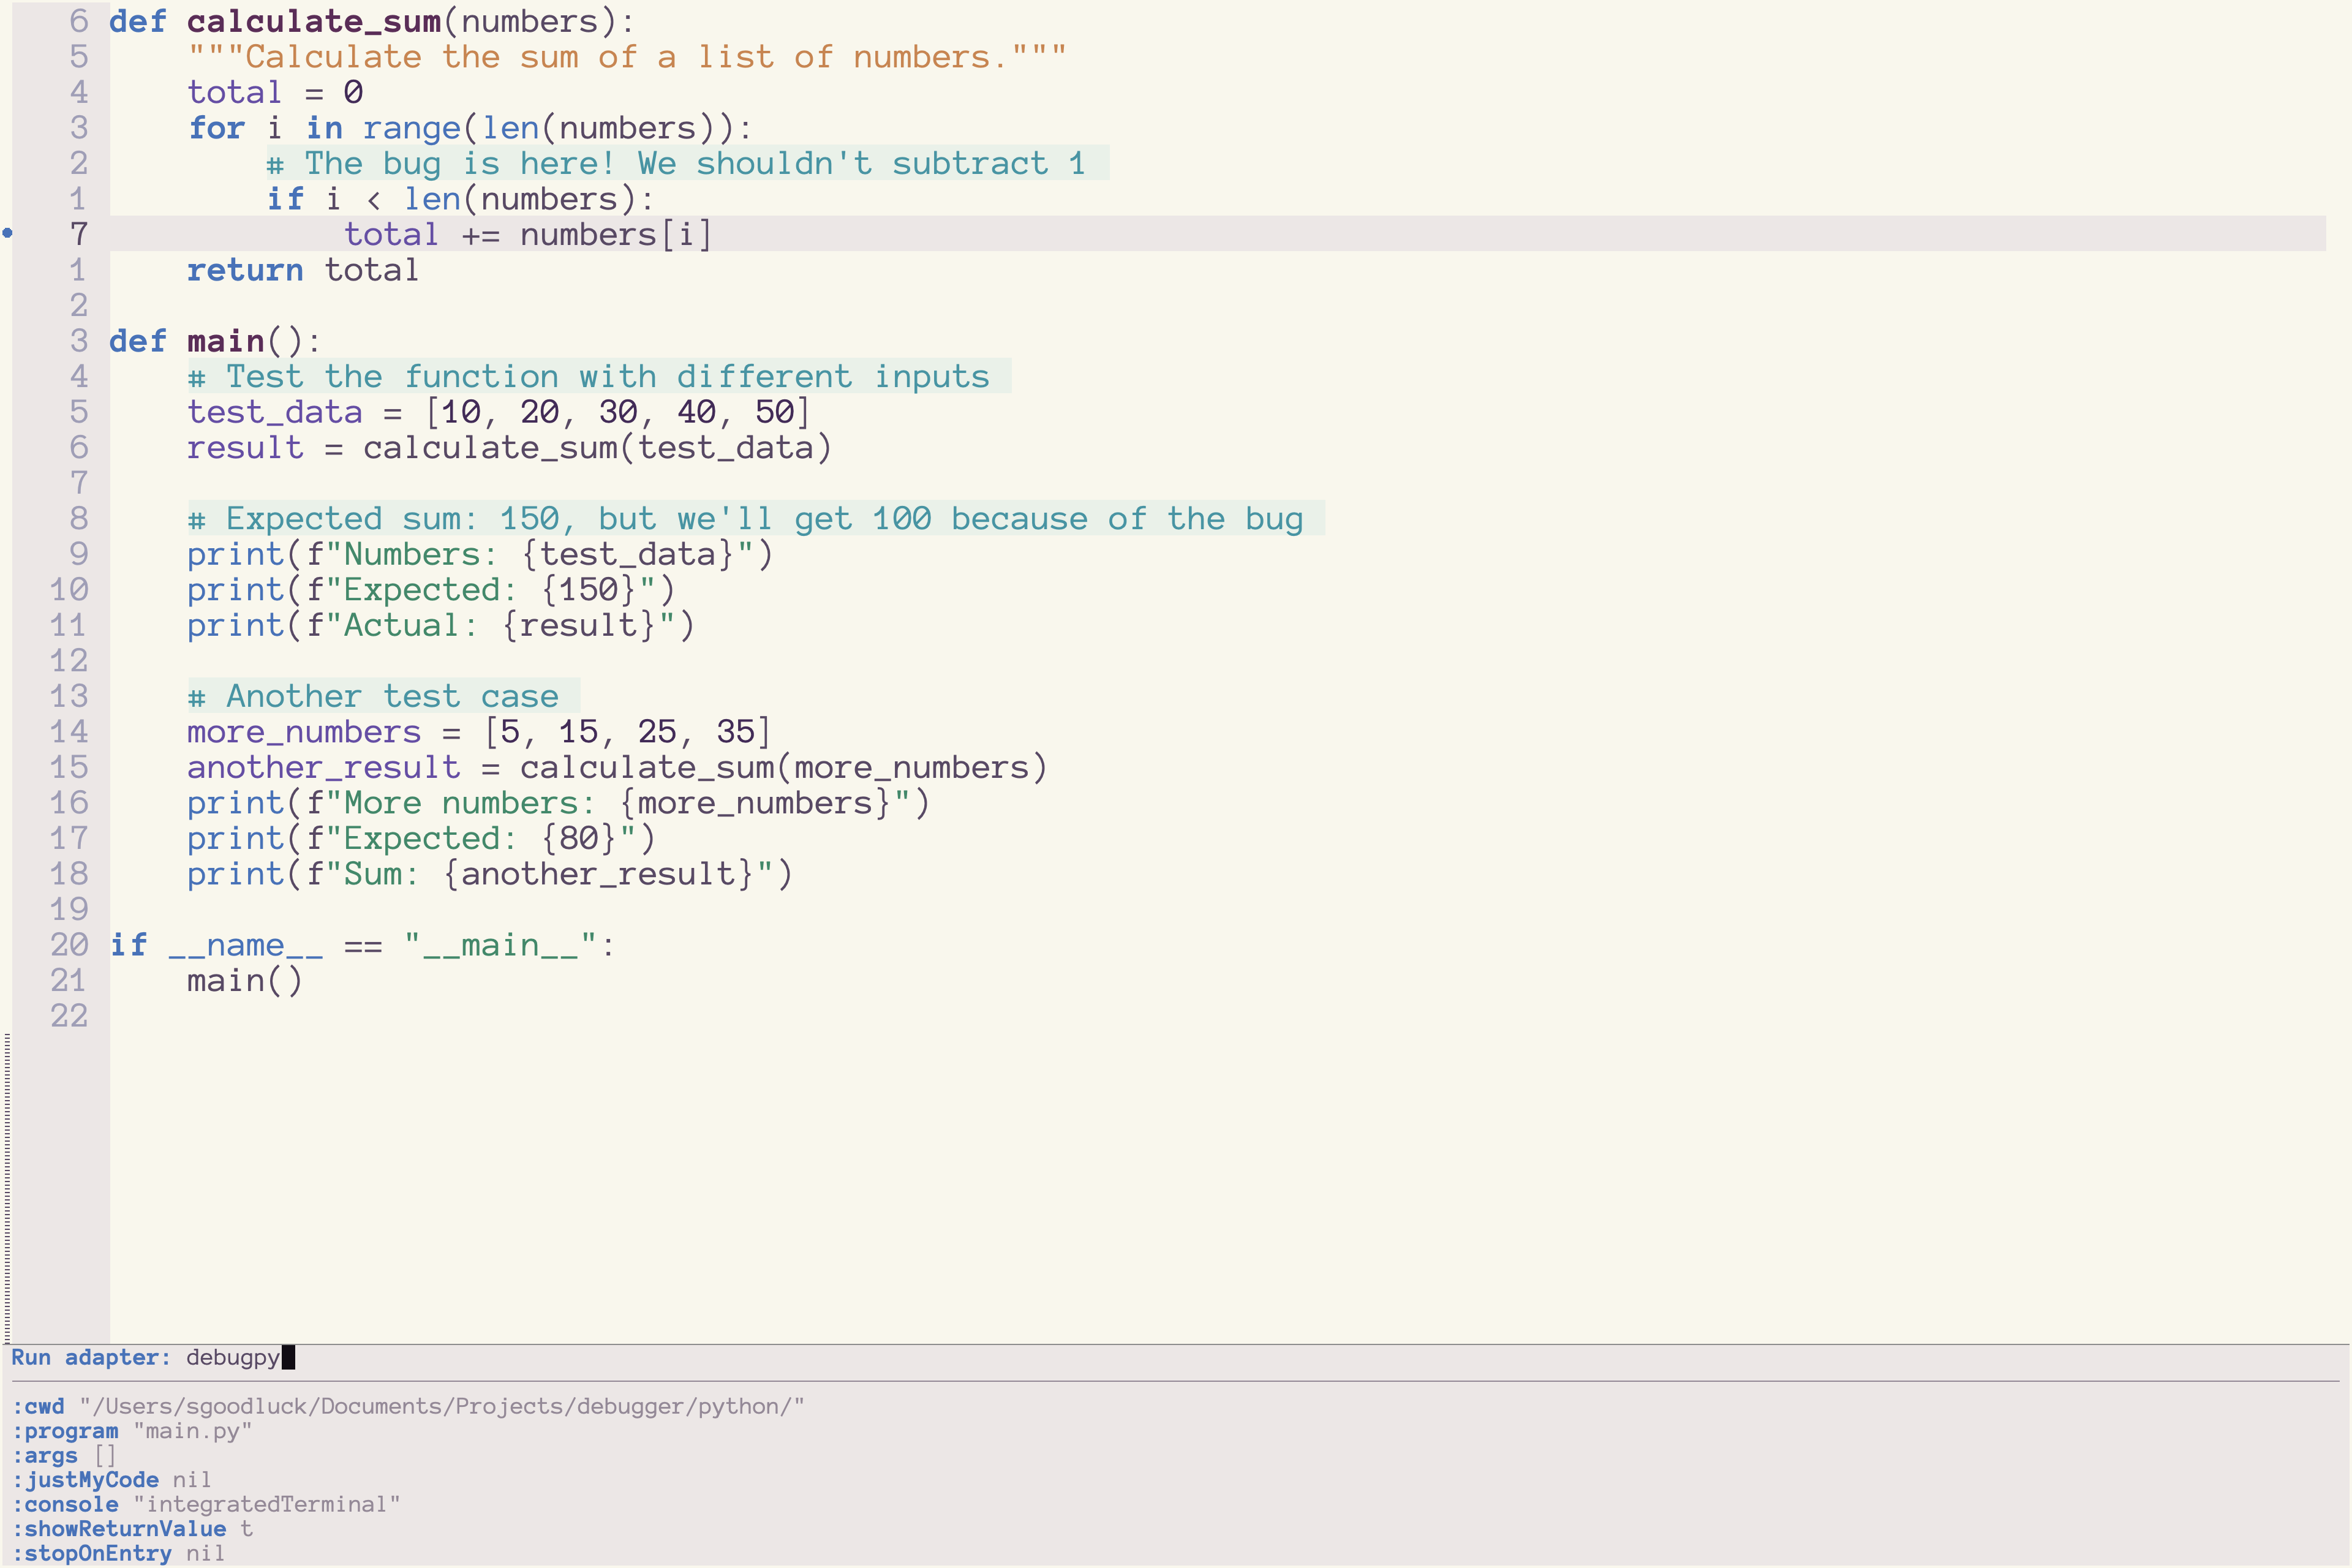 6 def calculate_sum(numbers):
5     """Calculate the sum of a list of numbers."""
4     total = 0
3     for i in range(len(numbers)):
2         # The bug is here! We shouldn't subtract 1
1         if i < len(numbers):
7             total += numbers[i]
1     return total
2
3 def main():
4     # Test the function with different inputs
5     test_data = [10, 20, 30, 40, 50]
6     result = calculate_sum(test_data)
7
8     # Expected sum: 150, but we'll get 100 because of the bug
9     print(f"Numbers: {test_data}")
10     print(f"Expected: {150}")
11     print(f"Actual: {result}")
12
13     # Another test case
14     more_numbers = [5, 15, 25, 35]
15     another_result = calculate_sum(more_numbers)
16     print(f"More numbers: {more_numbers}")
17     print(f"Expected: {80}")
18     print(f"Sum: {another_result}")
19
20 if __name__ == "__main__":
21     main()
22
Run adapter: debugpy
:cwd "/Users/sgoodluck/Documents/Projects/debugger/python/"
:program "main.py"
:args []
:justMyCode nil
:console "integratedTerminal"
:showReturnValue t
:stopOnEntry nil